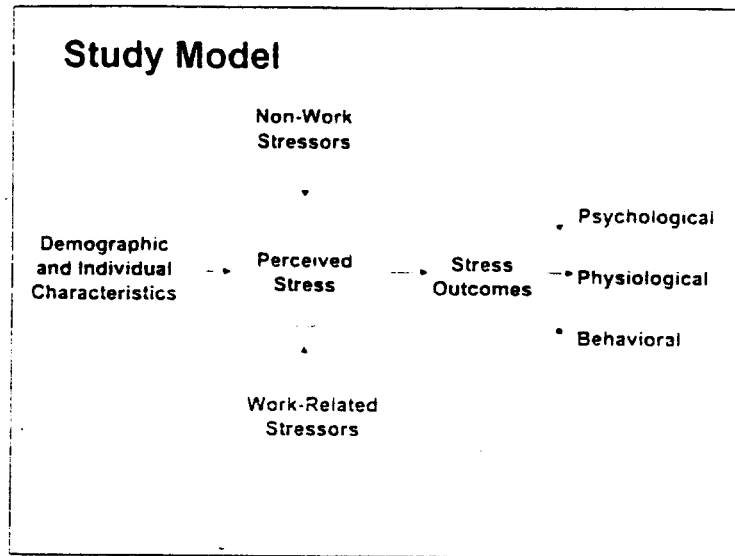 Study Model
Non-Work
Stressors
Demographic
and Individual
Characteristics
Perceived
Stress
Stress
Outcomes
Psychological
Physiological
Behavioral
Work-Related
Stressors